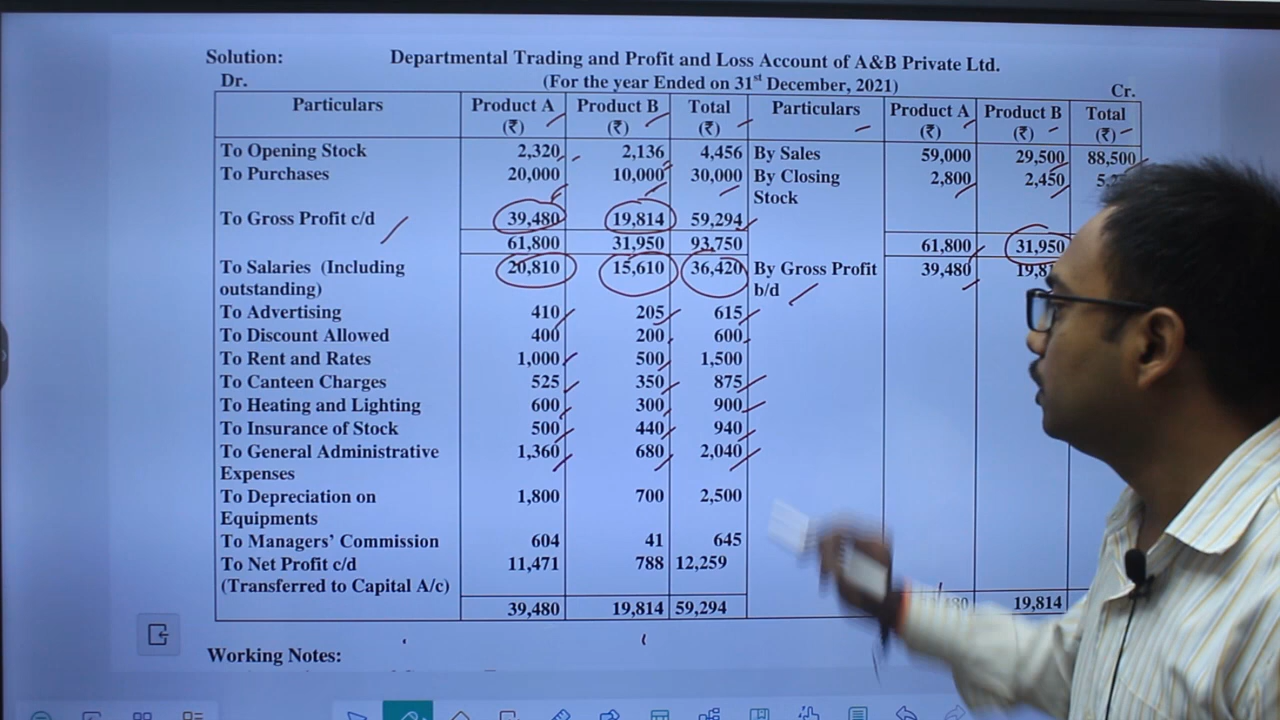 Solution: Departmental Trading and Profit and Loss Account of A&B Private Ltd.
Dr. (For the year Ended on 31st December, 2021) Cr.
Particulars Product A Product B Total Particulars Product A Product B Total
(₹) (₹) (₹) (₹) (₹) (₹)
To Opening Stock 2,320 2,136 4,456 By Sales 59,000 29,500 88,500
To Purchases 20,000 10,000 30,000 By Closing 2,800 2,450
Stock
To Gross Profit c/d 39,480 19,814 59,294
61,800 31,950 93,750 61,800 31,950
To Salaries (Including 20,810 15,610 36,420 By Gross Profit 39,480
outstanding) b/d
To Advertising 410 205 615
To Discount Allowed 400 200 600
To Rent and Rates 1,000 500 1,500
To Canteen Charges 525 350 875
To Heating and Lighting 600 300 900
To Insurance of Stock 500 440 940
To General Administrative 1,360 680 2,040
Expenses
To Depreciation on 1,800 700 2,500
Equipments
To Managers' Commission 604 41 645
To Net Profit c/d 11,471 788 12,259
(Transferred to Capital A/c)
39,480 19,814 59,294 19,814
Working Notes: